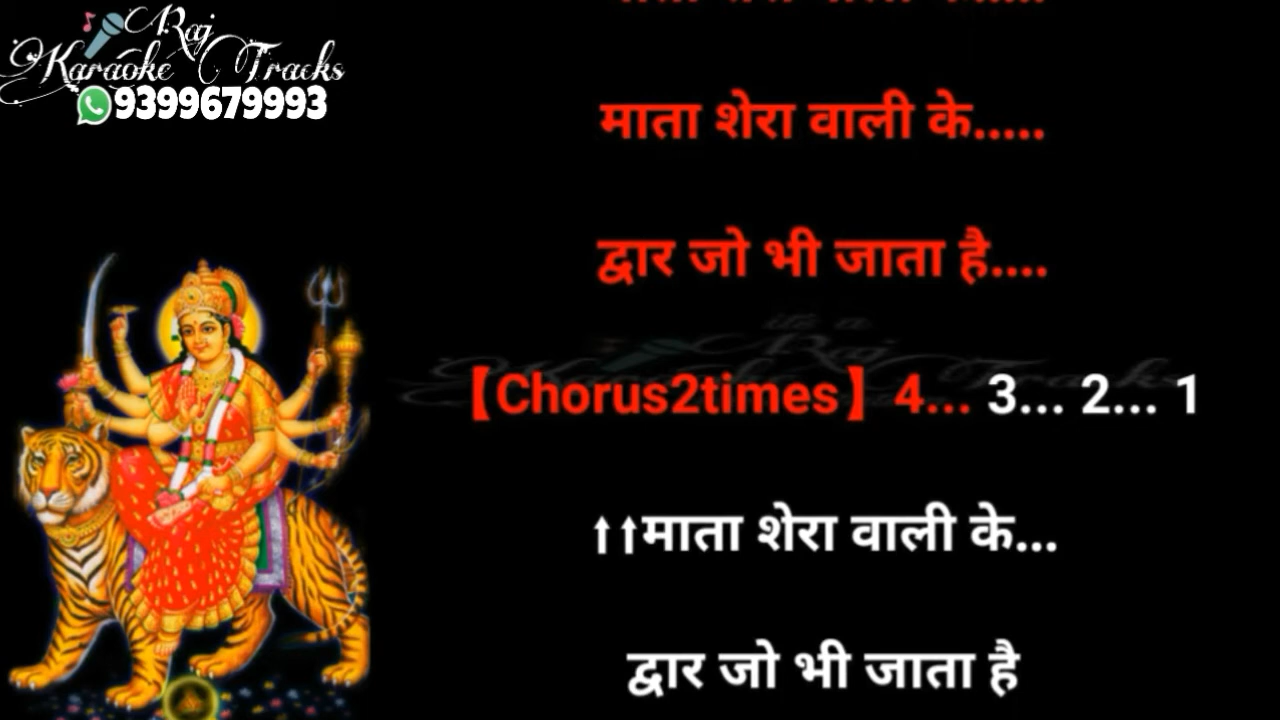 Raj
Karaoke Tracks
9399679993
माता शेरा वाली के.....
द्वार जो भी जाता है....
【Chorus2times】4... 3... 2... 1
↑↑माता शेरा वाली के...
द्वार जो भी जाता है